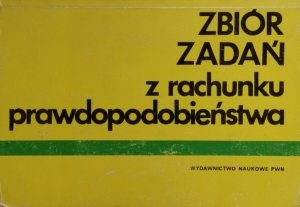 ZBIÓR
ZADAŃ
z rachunku
prawdopodobieństwa
WYDAWNICTWO NAUKOWE PWN